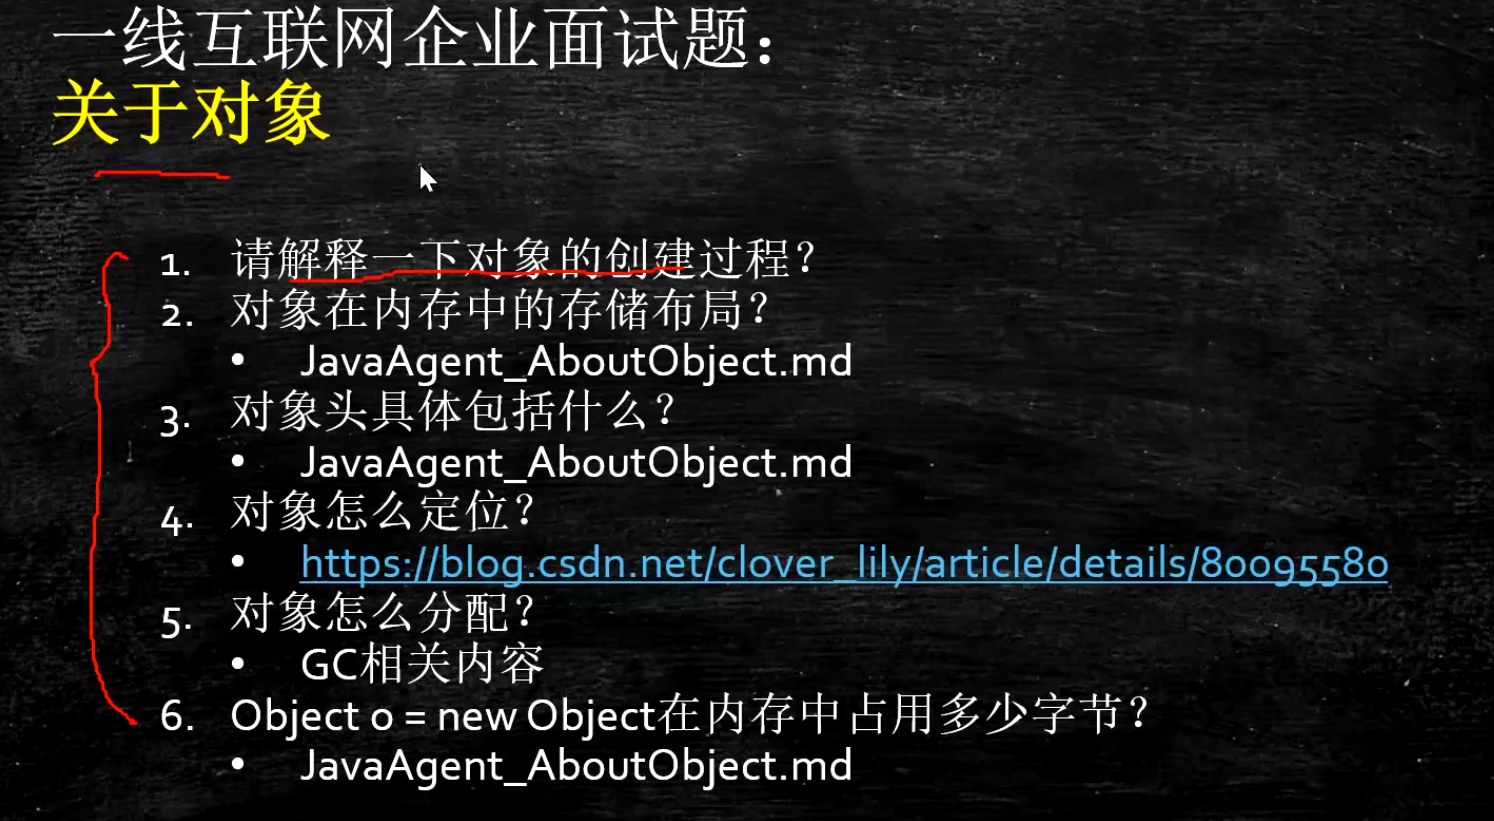 一线互联网企业面试题：
关于对象
1. 请解释一下对象的创建过程？
2. 对象在内存中的存储布局？
• JavaAgent_AboutObject.md
3. 对象头具体包括什么？
• JavaAgent_AboutObject.md
4. 对象怎么定位？
• https://blog.csdn.net/clover_lily/article/details/80095580
5. 对象怎么分配？
• GC相关内容
6. Object o = new Object在内存中占用多少字节？
• JavaAgent_AboutObject.md